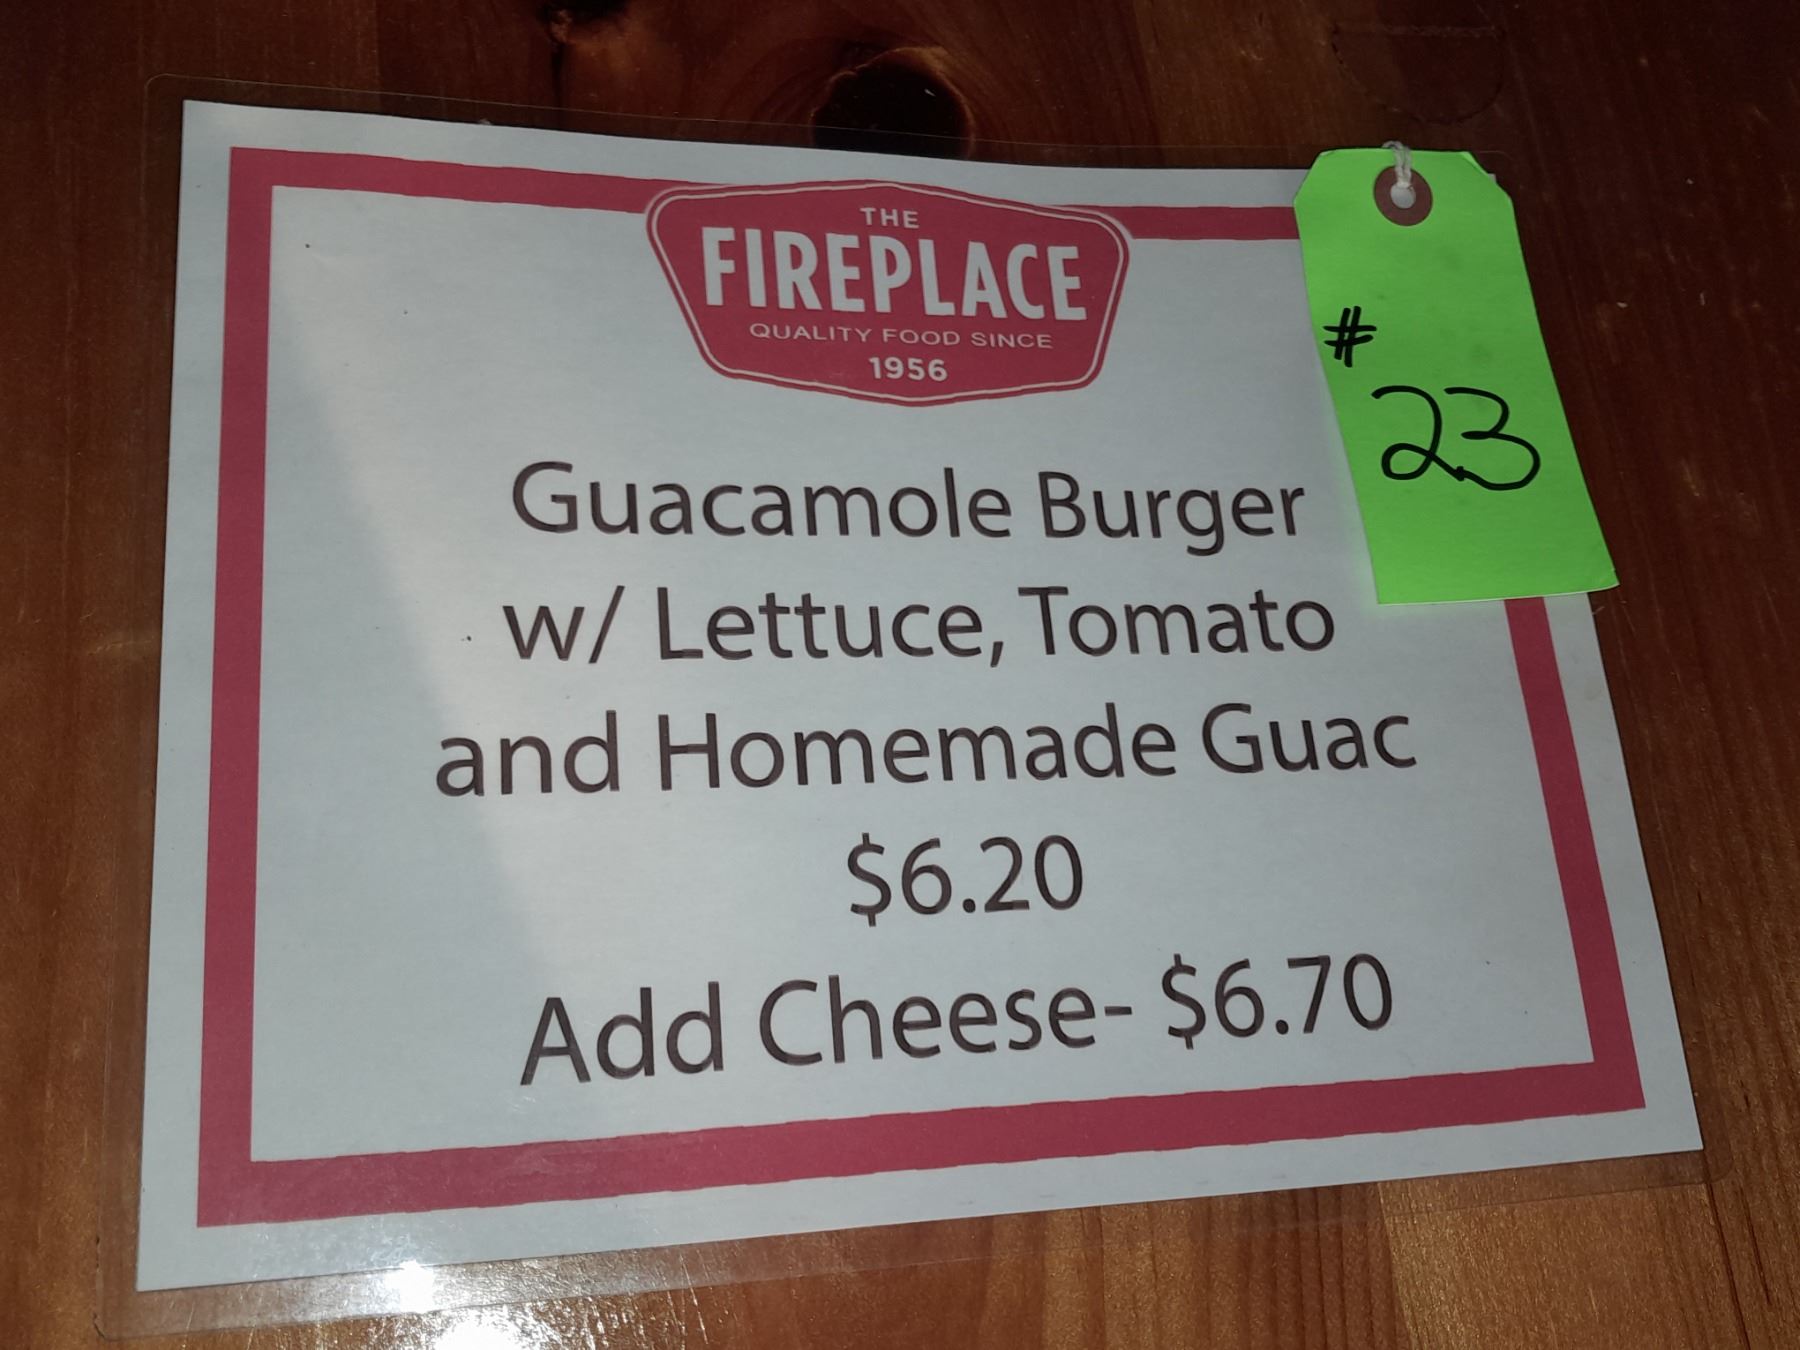 THE
FIREPLACE
QUALITY FOOD SINCE
1956
#
23
Guacamole Burger
w/ Lettuce, Tomato
and Homemade Guac
$6.20
Add Cheese- $6.70